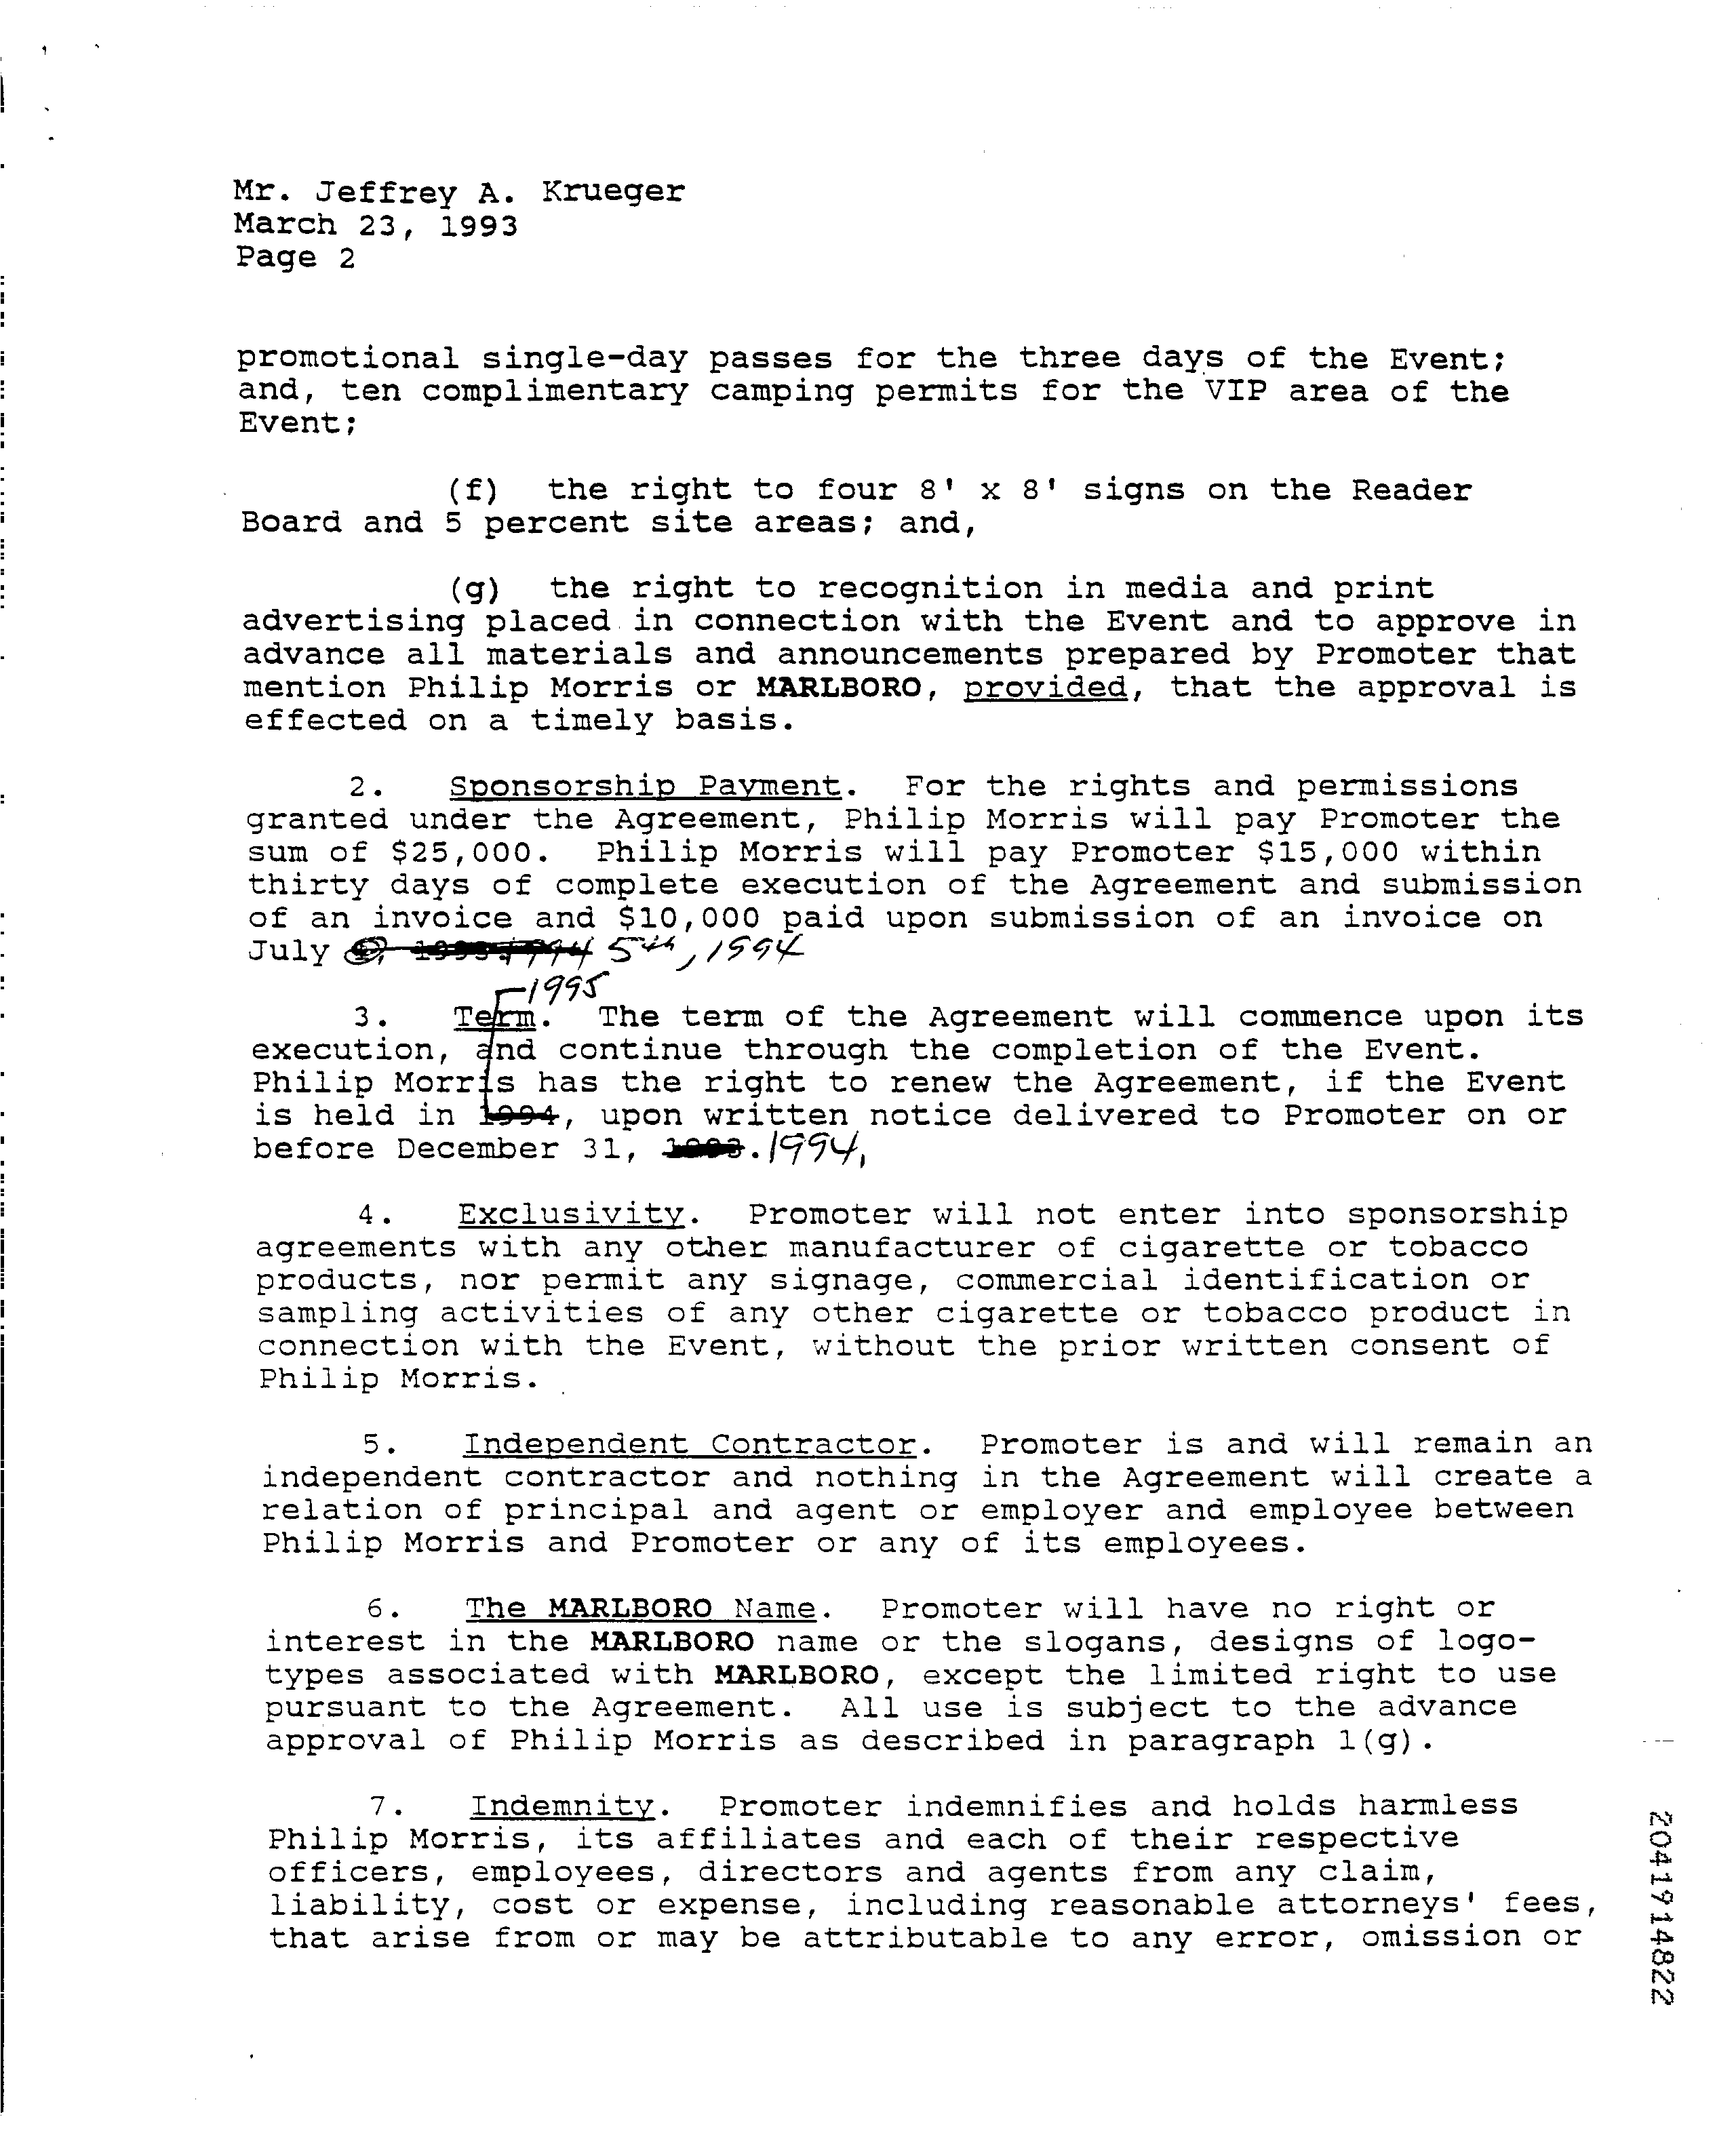 Mr. Jeffrey A. Krueger
March 23, 1993
Page 2
promotional single-day passes for the three days of the Event;
and, ten complimentary camping permits for the VIP area of the
Event;
(f) the right to four 8' x 8' signs on the Reader
Board and 5 percent site areas; and,
(g) the right to recognition in media and print
advertising placed in connection with the Event and to approve in
advance all materials and announcements prepared by Promoter that
mention Philip Morris or MARLBORO, provided, that the approval is
effected on a timely basis.
2. Sponsorship Payment. For the rights and permissions
granted under the Agreement, Philip Morris will pay Promoter the
sum of $25,000. Philip Morris will pay Promoter $15,000 within
thirty days of complete execution of the Agreement and submission
of an invoice and $10,000 paid upon submission of an invoice on
July 5th, 1994
1995
3. Term. The term of the Agreement will commence upon its
execution, and continue through the completion of the Event.
Philip Morris has the right to renew the Agreement, if the Event
is held in 1994, upon written notice delivered to Promoter on or
before December 31, 1993. 1994,
4. Exclusivity. Promoter will not enter into sponsorship
agreements with any other manufacturer of cigarette or tobacco
products, nor permit any signage, commercial identification or
sampling activities of any other cigarette or tobacco product in
connection with the Event, without the prior written consent of
Philip Morris.
5. Independent Contractor. Promoter is and will remain an
independent contractor and nothing in the Agreement will create a
relation of principal and agent or employer and employee between
Philip Morris and Promoter or any of its employees.
6. The MARLBORO Name. Promoter will have no right or
interest in the MARLBORO name or the slogans, designs of logo-
types associated with MARLBORO, except the limited right to use
pursuant to the Agreement. All use is subject to the advance
approval of Philip Morris as described in paragraph 1(g).
7. Indemnity. Promoter indemnifies and holds harmless
Philip Morris, its affiliates and each of their respective
officers, employees, directors and agents from any claim,
liability, cost or expense, including reasonable attorneys' fees,
that arise from or may be attributable to any error, omission or
2041914822